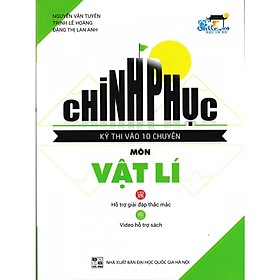 NGUYỄN VĂN TUYẾN
TRỊNH LÊ HOÀNG
ĐẶNG THỊ LAN ANH
CHINH PHỤC
KỲ THI VÀO 10 CHUYÊN
MÔN
VẬT LÍ
Hỗ trợ giải đáp thắc mắc
Video hỗ trợ sách
NHÀ XUẤT BẢN ĐẠI HỌC QUỐC GIA HÀ NỘI